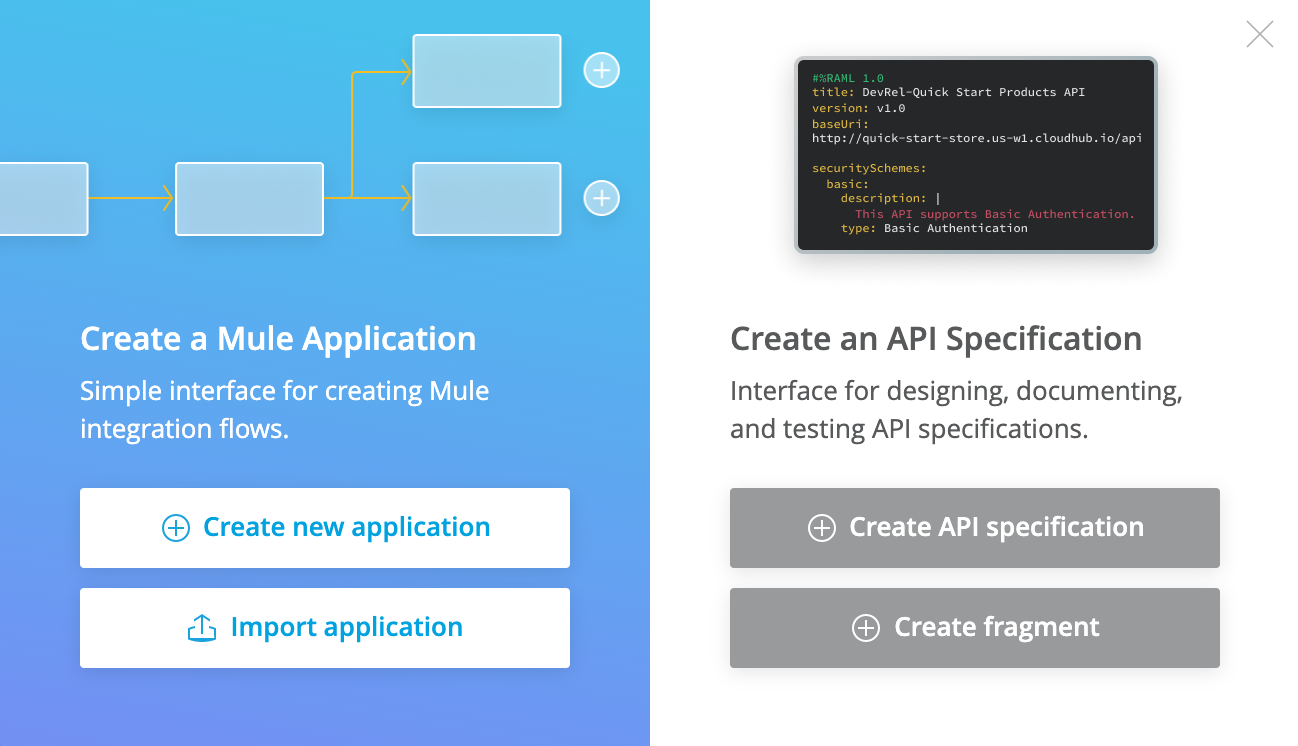 Create a Mule Application
Simple interface for creating Mule
integration flows.
Create new application
Import application
#%RAML 1.0
title: DevRel-Quick Start Products API
version: v1.0
baseUri:
http://quick-start-store.us-w1.cloudhub.io/api
securitySchemes:
basic:
description: |
This API supports Basic Authentication.
type: Basic Authentication
Create an API Specification
Interface for designing, documenting,
and testing API specifications.
Create API specification
Create fragment